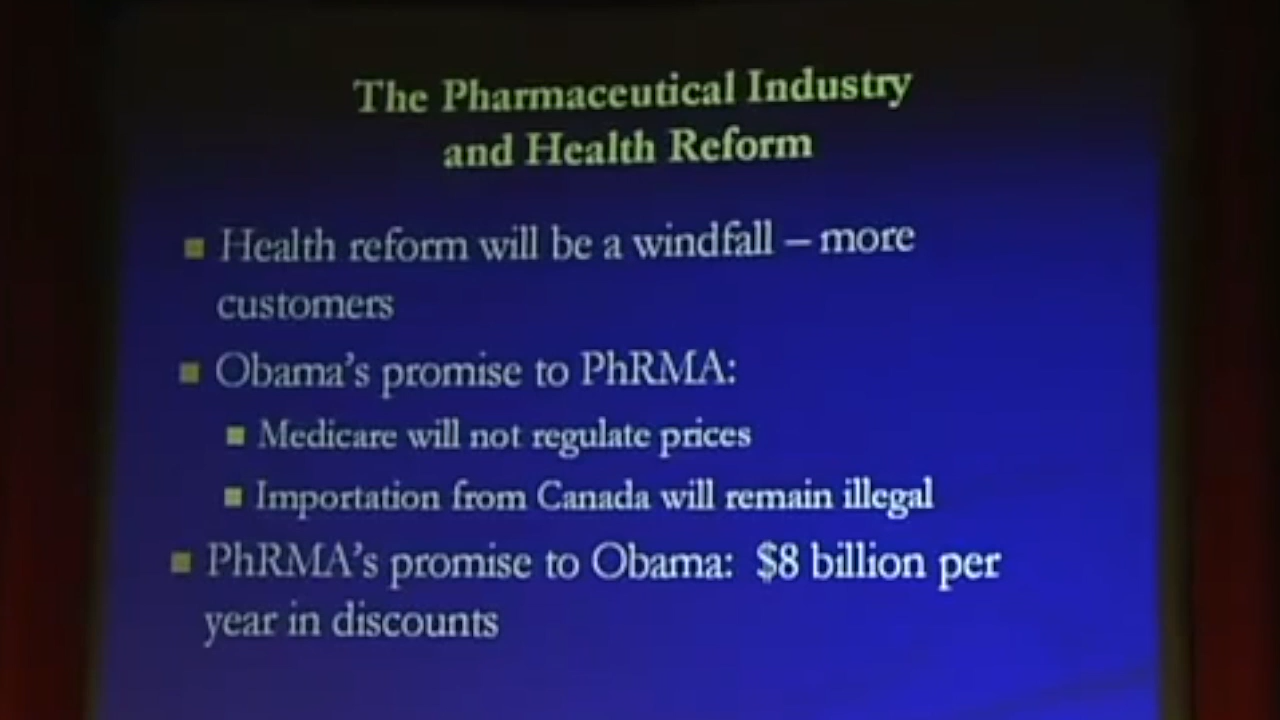 The Pharmaceutical Industry
and Health Reform
Health reform will be a windfall – more
customers
Obama's promise to PhRMA:
Medicare will not regulate prices
Importation from Canada will remain illegal
PhRMA's promise to Obama: $8 billion per
year in discounts